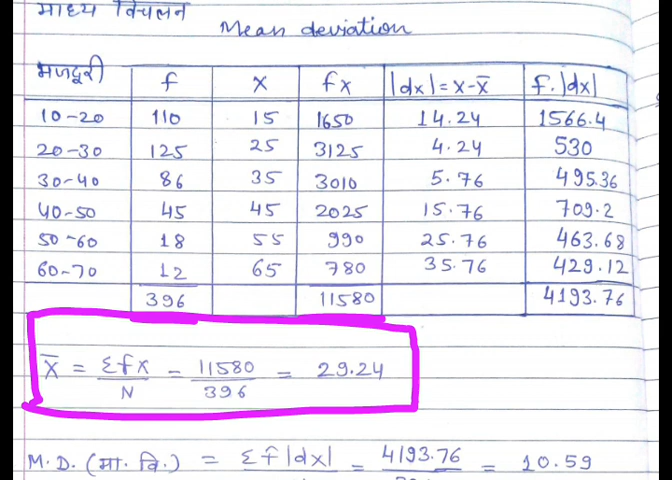 माध्य विचलन
Mean deviation
मजदूरी f x fx |dx| = x-x̄ f.|dx|
10-20 110 15 1650 14.24 1566.4
20-30 125 25 3125 4.24 530
30-40 86 35 3010 5.76 495.36
40-50 45 45 2025 15.76 709.2
50-60 18 55 990 25.76 463.68
60-70 12 65 780 35.76 429.12
396 11580 4193.76
X̄ = Σfx/N = 11580/396 = 29.24
M.D. (मा. वि.) = Σf|dx| = 4193.76 = 10.59